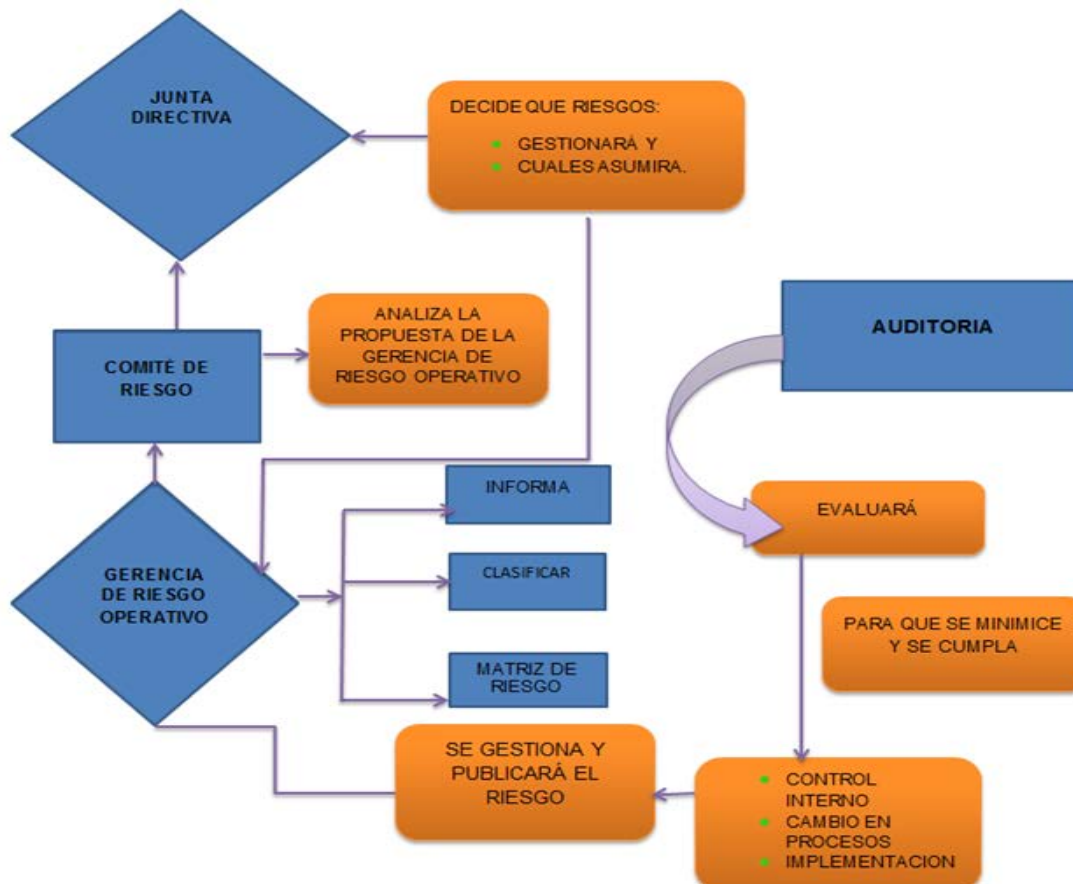 JUNTA
DIRECTIVA
DECIDE QUE RIESGOS:
GESTIONARÁ Y
CUALES ASUMIRA.
ANALIZA LA
PROPUESTA DE LA
GERENCIA DE
RIESGO OPERATIVO
AUDITORIA
COMITÉ DE
RIESGO
INFORMA
EVALUARÁ
CLASIFICAR
GERENCIA
DE RIESGO
OPERATIVO
PARA QUE SE MINIMICE
Y SE CUMPLA
MATRIZ DE
RIESGO
SE GESTIONA Y
PUBLICARÁ EL
RIESGO
CONTROL
INTERNO
CAMBIO EN
PROCESOS
IMPLEMENTACION